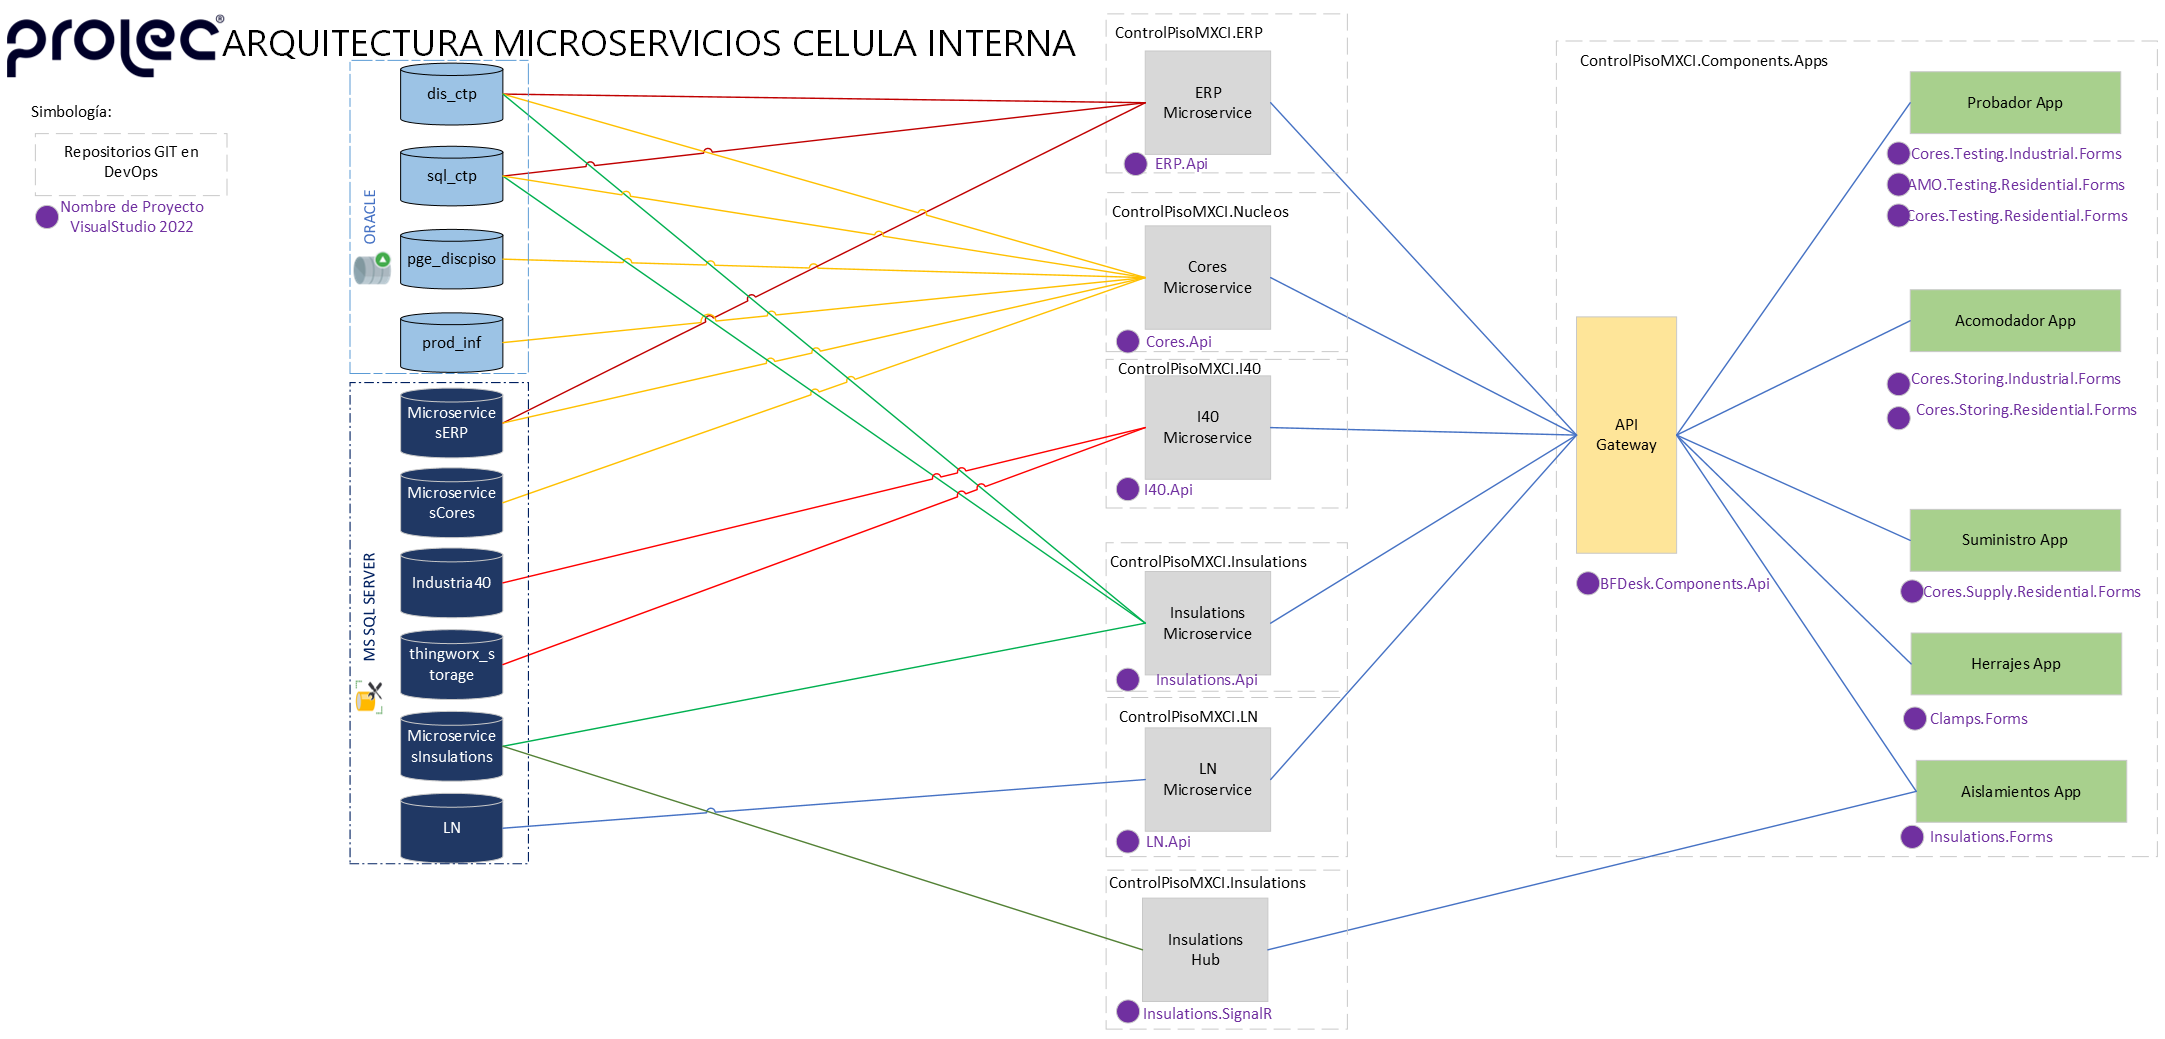 prolec®
ARQUITECTURA MICROSERVICIOS CELULA INTERNA
Simbología:
Repositorios GIT en
DevOps
Nombre de Proyecto
VisualStudio 2022
ORACLE
dis_ctp
sql_ctp
pge_discpiso
prod_inf
MS SQL SERVER
Microservice
sERP
Microservice
sCores
Industria40
thingworx_s
torage
Microservice
sInsulations
LN
ControlPisoMXCI.ERP
ERP
Microservice
ERP.Api
ControlPisoMXCI.Nucleos
Cores
Microservice
Cores.Api
ControlPisoMXCI.I40
I40
Microservice
I40.Api
ControlPisoMXCI.Insulations
Insulations
Microservice
Insulations.Api
ControlPisoMXCI.LN
LN
Microservice
LN.Api
ControlPisoMXCI.Insulations
Insulations
Hub
Insulations.SignalR
ControlPisoMXCI.Components.Apps
API
Gateway
BFDesk.Components.Api
Probador App
Cores.Testing.Industrial.Forms
AMO.Testing.Residential.Forms
Cores.Testing.Residential.Forms
Acomodador App
Cores.Storing.Industrial.Forms
Cores.Storing.Residential.Forms
Suministro App
Cores.Supply.Residential.Forms
Herrajes App
Clamps.Forms
Aislamientos App
Insulations.Forms